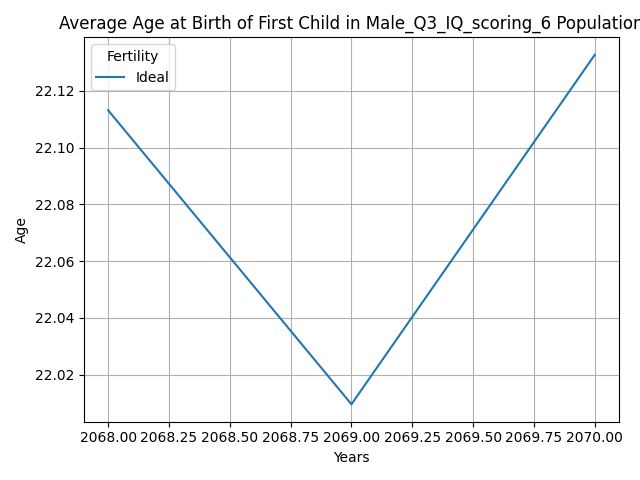 Average Age at Birth of First Child in Male_Q3_IQ_scoring_6 Population
Fertility
Ideal
22.12
22.10
22.08
22.06
22.04
22.02
Age
2068.00 2068.25 2068.50 2068.75 2069.00 2069.25 2069.50 2069.75 2070.00
Years